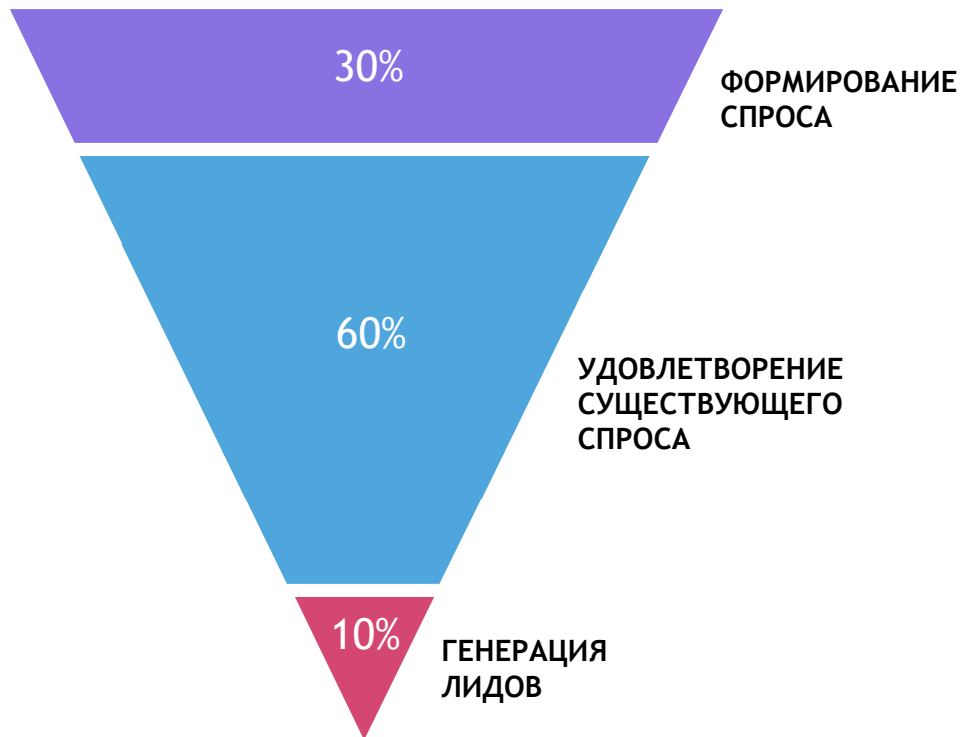 30%
ФОРМИРОВАНИЕ
СПРОСА
60%
УДОВЛЕТВОРЕНИЕ
СУЩЕСТВУЮЩЕГО
СПРОСА
10%
ГЕНЕРАЦИЯ
ЛИДОВ